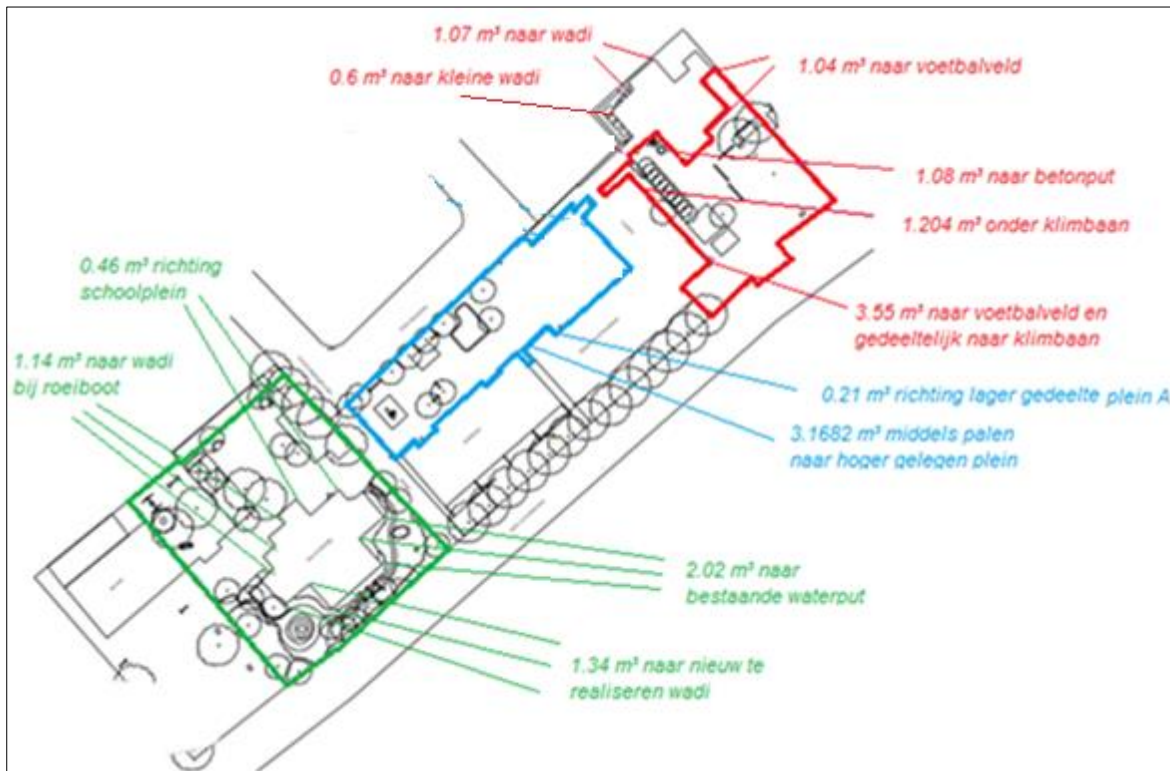 1.07 m³ naar wadi
0.6 m³ naar kleine wadi
1.04 m³ naar voetbalveld
1.08 m³ naar betonput
1.204 m³ onder klimbaan
3.55 m³ naar voetbalveld en
gedeeltelijk naar klimbaan
0.21 m³ richting lager gedeelte plein A
3.1682 m³ middels palen
naar hoger gelegen plein
0.46 m³ richting
schoolplein
1.14 m³ naar wadi
bij roeiboot
2.02 m³ naar
bestaande waterput
1.34 m³ naar nieuw te
realiseren wadi